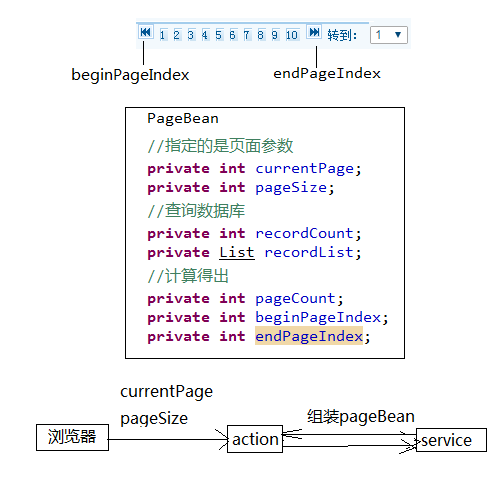 1 2 3 4 5 6 7 8 9 10 转到： 1
beginPageIndex
endPageIndex
PageBean
//指定的是页面参数
private int currentPage;
private int pageSize;
//查询数据库
private int recordCount;
private List recordList;
//计算得出
private int pageCount;
private int beginPageIndex;
private int endPageIndex;
currentPage
pageSize
组装pageBean
浏览器
action
service